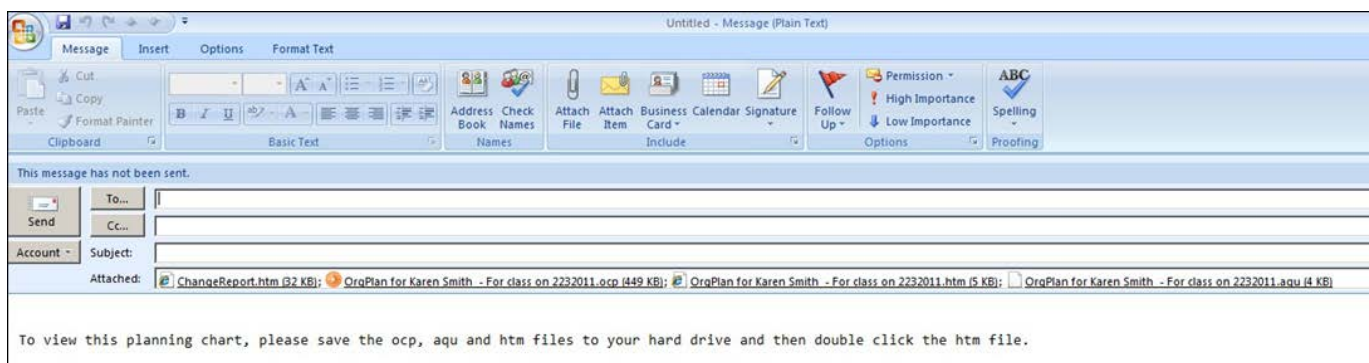 Untitled - Message (Plain Text)
Message Insert Options Format Text
Paste
Cut
Copy
Format Painter
Clipboard
B I U ab A
A A
Basic Text
Address Book
Check Names
Names
Attach File
Attach Item
Business Card
Calendar
Signature
Include
Follow Up
Permission
High Importance
Low Importance
Options
ABC
Spelling
Proofing
This message has not been sent.
Send
To...
Cc...
Account
Subject:
Attached: ChangeReport.htm (32 KB); OrgPlan for Karen Smith - For class on 2232011.ocp (449 KB); OrgPlan for Karen Smith - For class on 2232011.htm (5 KB); OrgPlan for Karen Smith - For class on 2232011.aqu (4 KB)
To view this planning chart, please save the ocp, aqu and htm files to your hard drive and then double click the htm file.